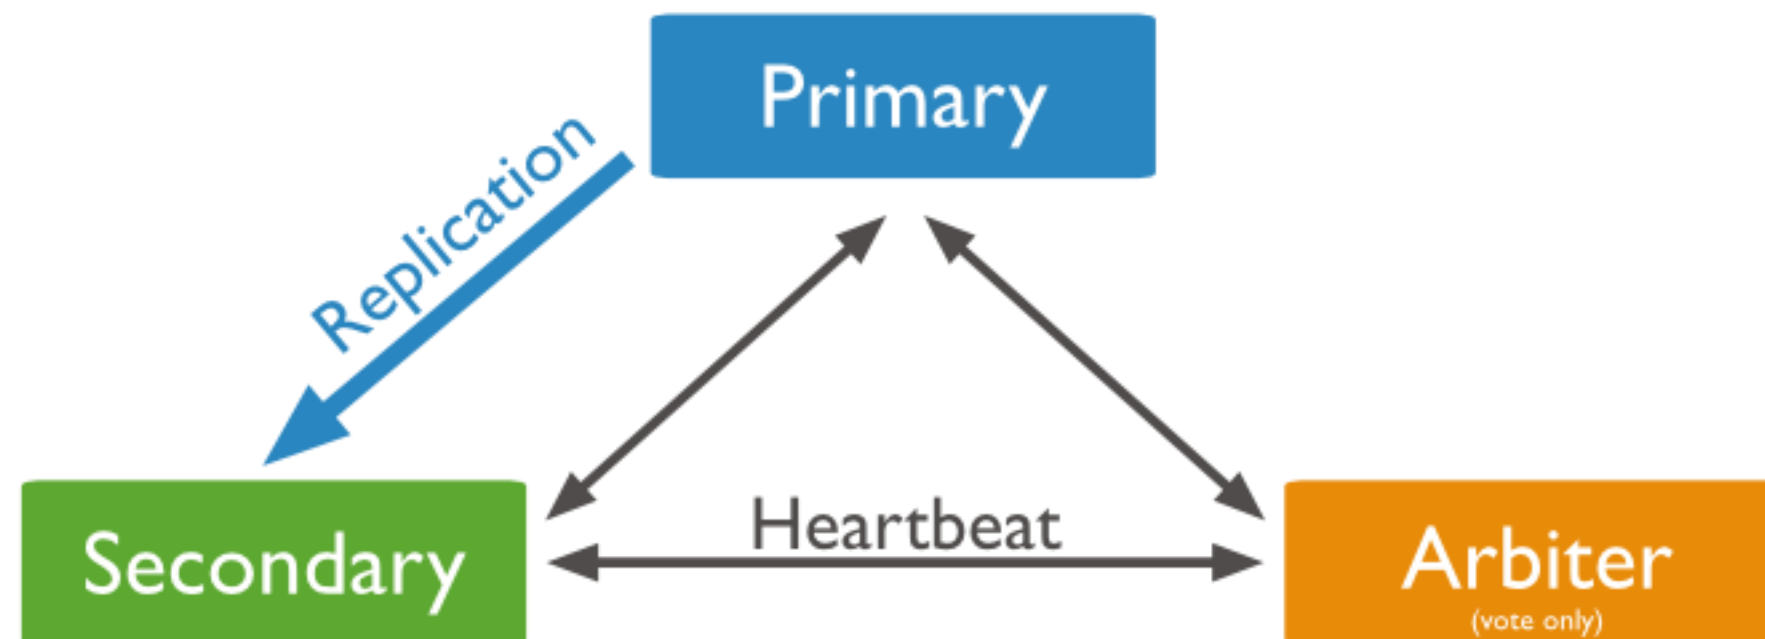 Primary
Replication
Heartbeat
Secondary
Arbiter
(vote only)